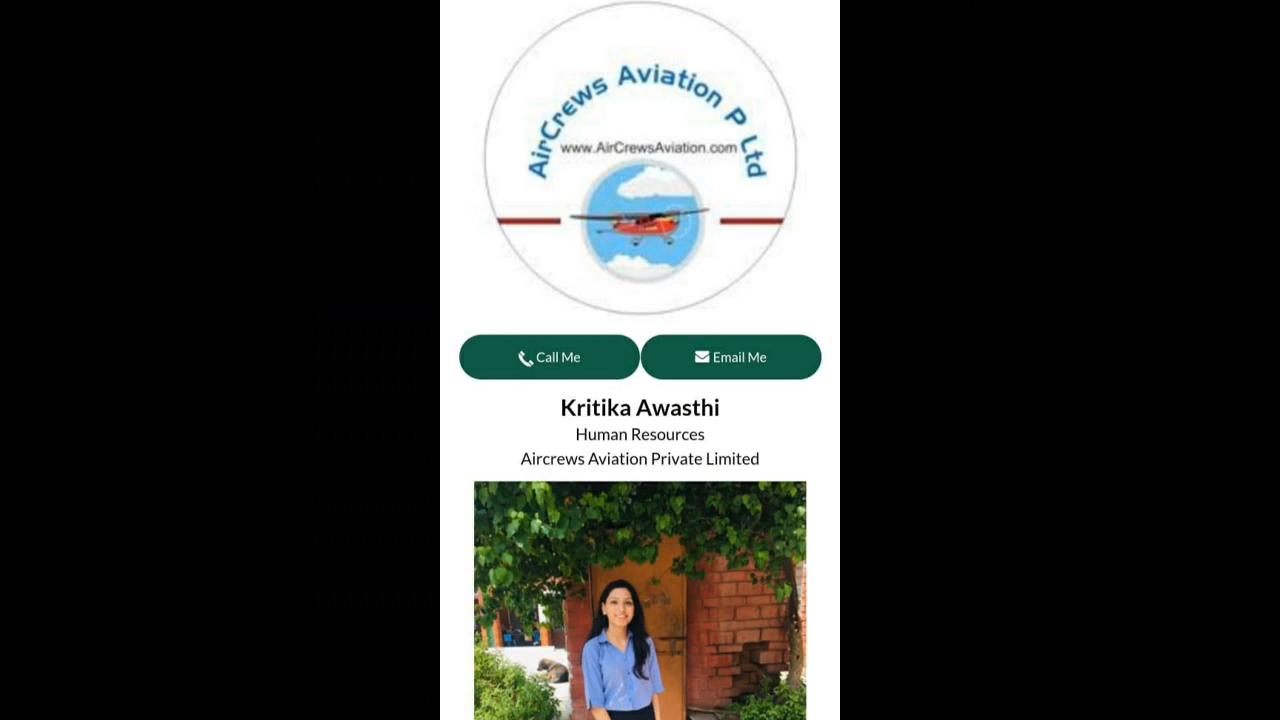 AirCrews Aviation P Ltd
www.AirCrewsAviation.com
Call Me
Email Me
Kritika Awasthi
Human Resources
Aircrews Aviation Private Limited